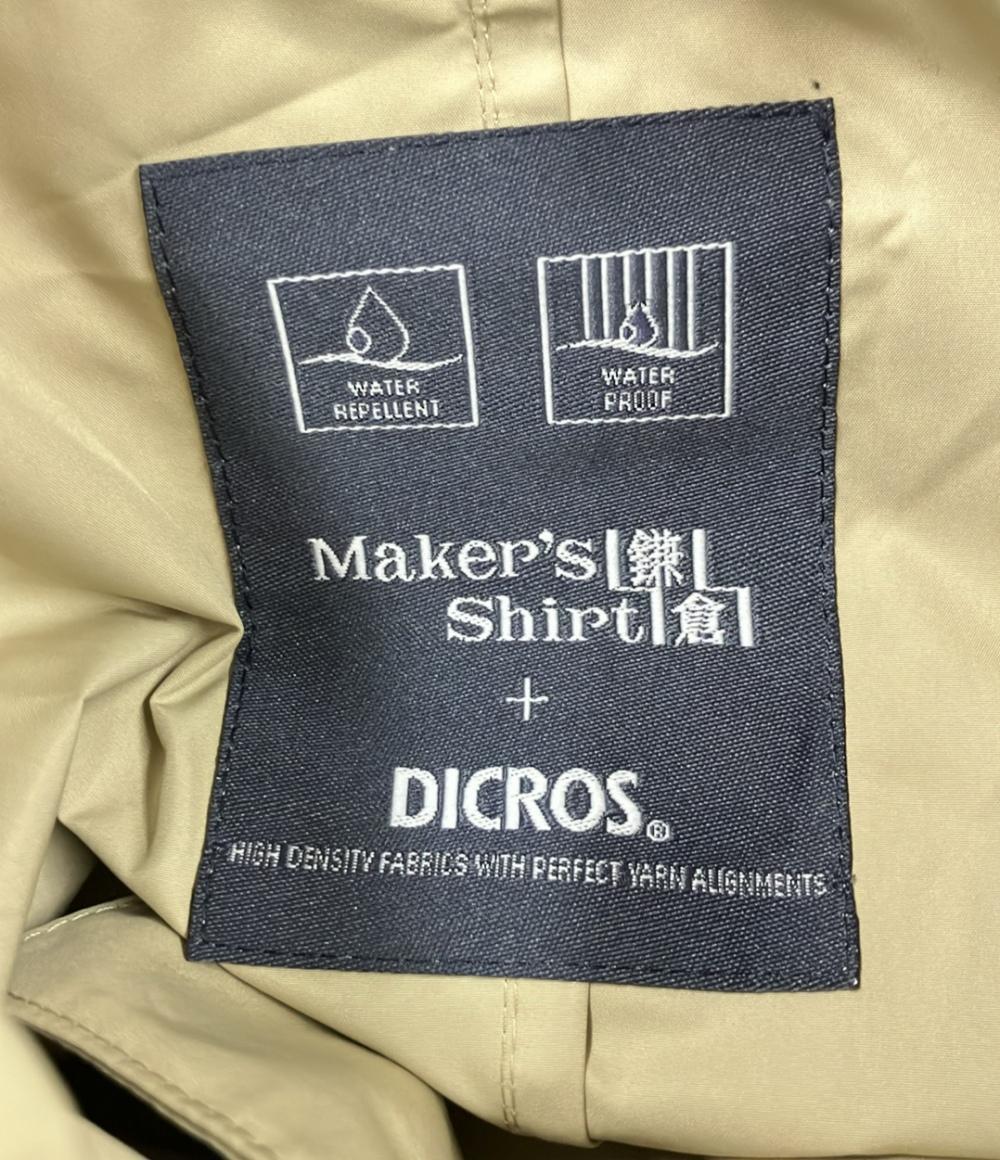 WATER
REPELLENT
WATER
PROOF
Maker's 鎌
Shirt 倉
+
DICROS®
HIGH DENSITY FABRICS WITH PERFECT YARN ALIGNMENTS